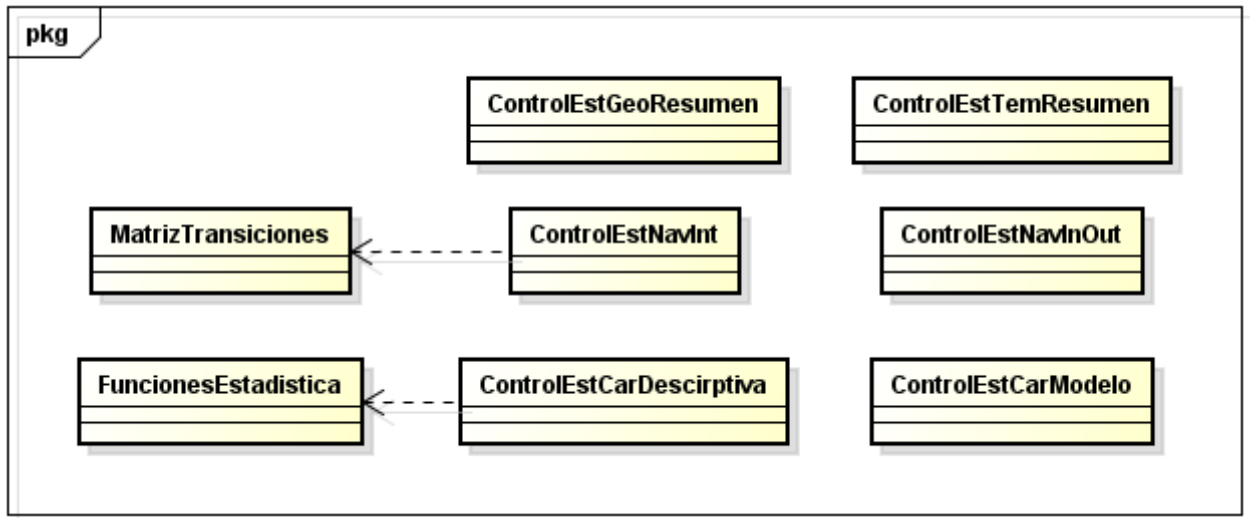 pkg
ControlEstGeoResumen
ControlEstTemResumen
MatrizTransiciones
ControlEstNavInt
ControlEstNavInOut
FuncionesEstadistica
ControlEstCarDescirptiva
ControlEstCarModelo